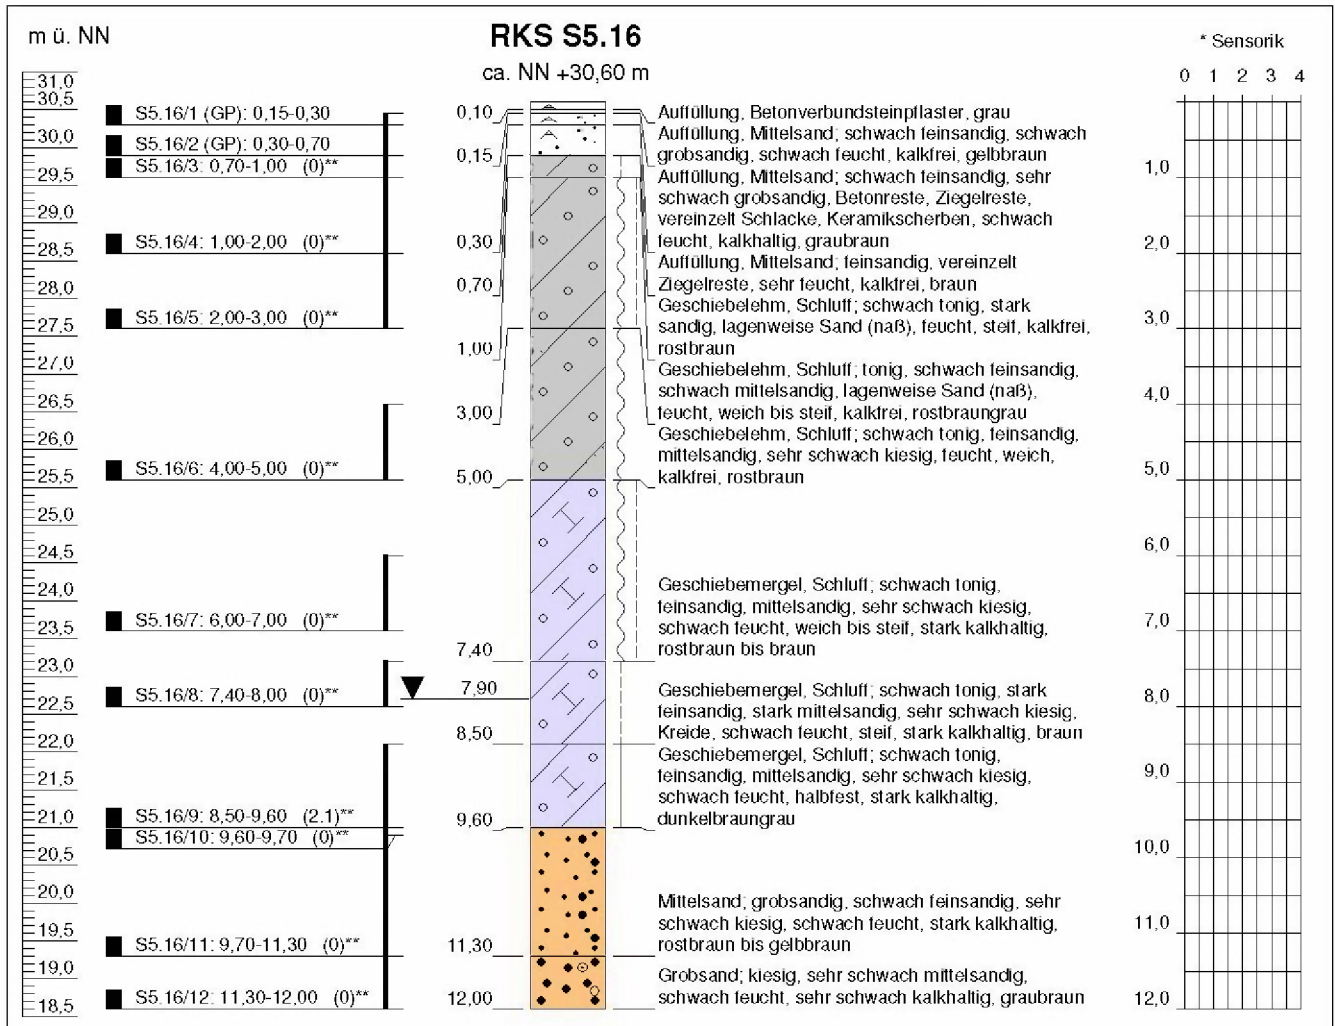 m ü. NN
RKS S5.16
ca. NN +30,60 m
* Sensorik
0 1 2 3 4
31,0
30,5
30,0
29,5
29,0
28,5
28,0
27,5
27,0
26,5
26,0
25,5
25,0
24,5
24,0
23,5
23,0
22,5
22,0
21,5
21,0
20,5
20,0
19,5
19,0
18,5
S5.16/1 (GP): 0,15-0,30
S5.16/2 (GP): 0,30-0,70
S5.16/3: 0,70-1,00 (0)**
S5.16/4: 1,00-2,00 (0)**
S5.16/5: 2,00-3,00 (0)**
S5.16/6: 4,00-5,00 (0)**
S5.16/7: 6,00-7,00 (0)**
S5.16/8: 7,40-8,00 (0)**
S5.16/9: 8,50-9,60 (2.1)**
S5.16/10: 9,60-9,70 (0)**
S5.16/11: 9,70-11,30 (0)**
S5.16/12: 11,30-12,00 (0)**
0,10
0,15
0,30
0,70
1,00
3,00
5,00
7,40
7,90
8,50
9,60
11,30
12,00
Auffüllung, Betonverbundsteinpflaster, grau
Auffüllung, Mittelsand; schwach feinsandig, schwach
grobsandig, schwach feucht, kalkfrei, gelbbraun
Auffüllung, Mittelsand; schwach feinsandig, sehr
schwach grobsandig, Betonreste, Ziegelreste,
vereinzelt Schlacke, Keramikscherben, schwach
feucht, kalkhaltig, graubraun
Auffüllung, Mittelsand; feinsandig, vereinzelt
Ziegelreste, sehr feucht, kalkfrei, braun
Geschiebelehm, Schluff; schwach tonig, stark
sandig, lagenweise Sand (naß), feucht, steif, kalkfrei,
rostbraun
Geschiebelehm, Schluff; tonig, schwach feinsandig,
schwach mittelsandig, lagenweise Sand (naß),
feucht, weich bis steif, kalkfrei, rostbraungrau
Geschiebelehm, Schluff; schwach tonig, feinsandig,
mittelsandig, sehr schwach kiesig, feucht, weich,
kalkfrei, rostbraun
Geschiebemergel, Schluff; schwach tonig,
feinsandig, mittelsandig, sehr schwach kiesig,
schwach feucht, weich bis steif, stark kalkhaltig,
rostbraun bis braun
Geschiebemergel, Schluff; schwach tonig, stark
feinsandig, stark mittelsandig, sehr schwach kiesig,
Kreide, schwach feucht, steif, stark kalkhaltig, braun
Geschiebemergel, Schluff; schwach tonig,
feinsandig, mittelsandig, sehr schwach kiesig,
schwach feucht, halbfest, stark kalkhaltig,
dunkelbraungrau
Mittelsand; grobsandig, schwach feinsandig, sehr
schwach kiesig, schwach feucht, stark kalkhaltig,
rostbraun bis gelbbraun
Grobsand; kiesig, sehr schwach mittelsandig,
schwach feucht, sehr schwach kalkhaltig, graubraun
1,0
2,0
3,0
4,0
5,0
6,0
7,0
8,0
9,0
10,0
11,0
12,0